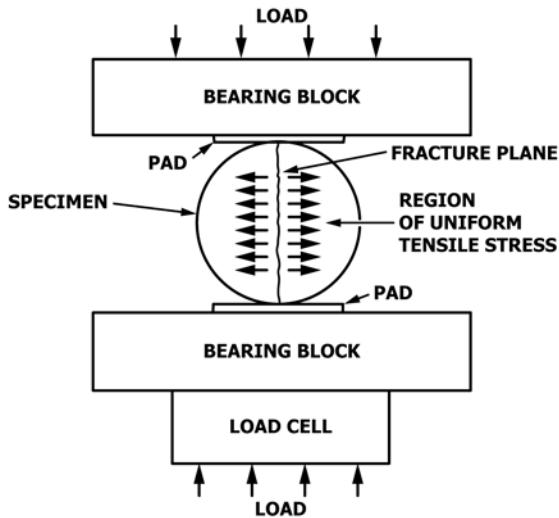 LOAD
BEARING BLOCK
PAD
FRACTURE PLANE
SPECIMEN
REGION
OF UNIFORM
TENSILE STRESS
PAD
BEARING BLOCK
LOAD CELL
LOAD